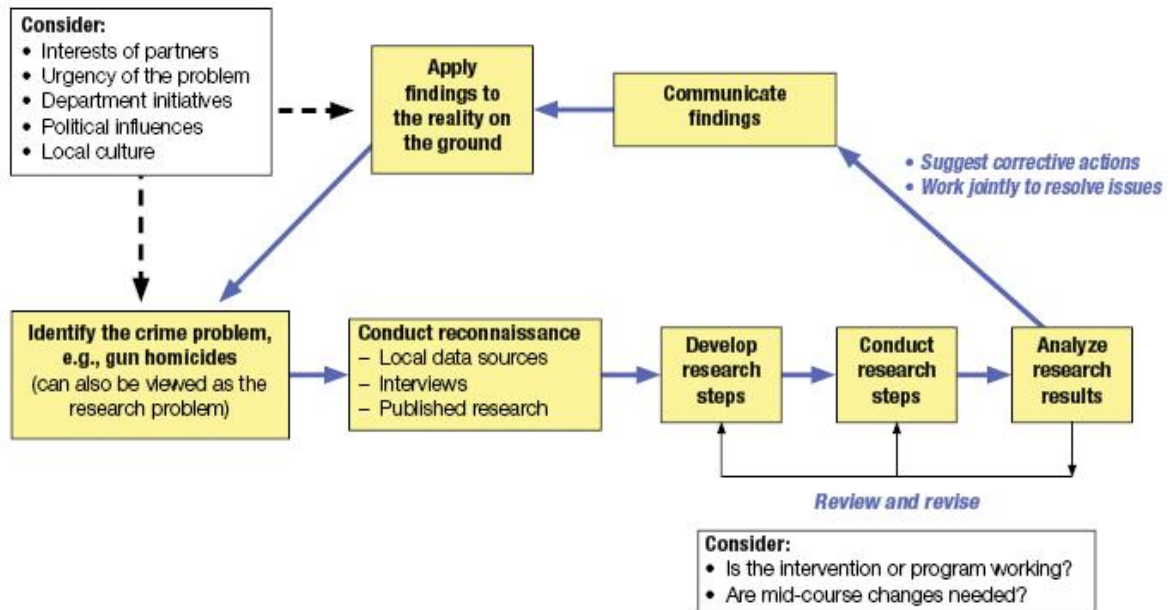 Consider:
• Interests of partners
• Urgency of the problem
• Department initiatives
• Political influences
• Local culture
Apply
findings to
the reality on
the ground
Communicate
findings
• Suggest corrective actions
• Work jointly to resolve issues
Identify the crime problem,
e.g., gun homicides
(can also be viewed as the
research problem)
Conduct reconnaissance
– Local data sources
– Interviews
– Published research
Develop
research
steps
Conduct
research
steps
Analyze
research
results
Review and revise
Consider:
• Is the intervention or program working?
• Are mid-course changes needed?